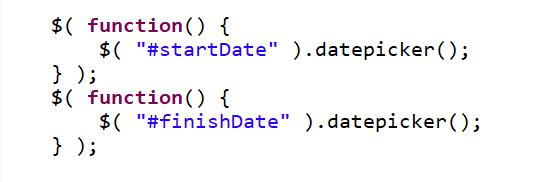 $( function() {
    $( "#startDate" ).datepicker();
} );
$( function() {
    $( "#finishDate" ).datepicker();
} );